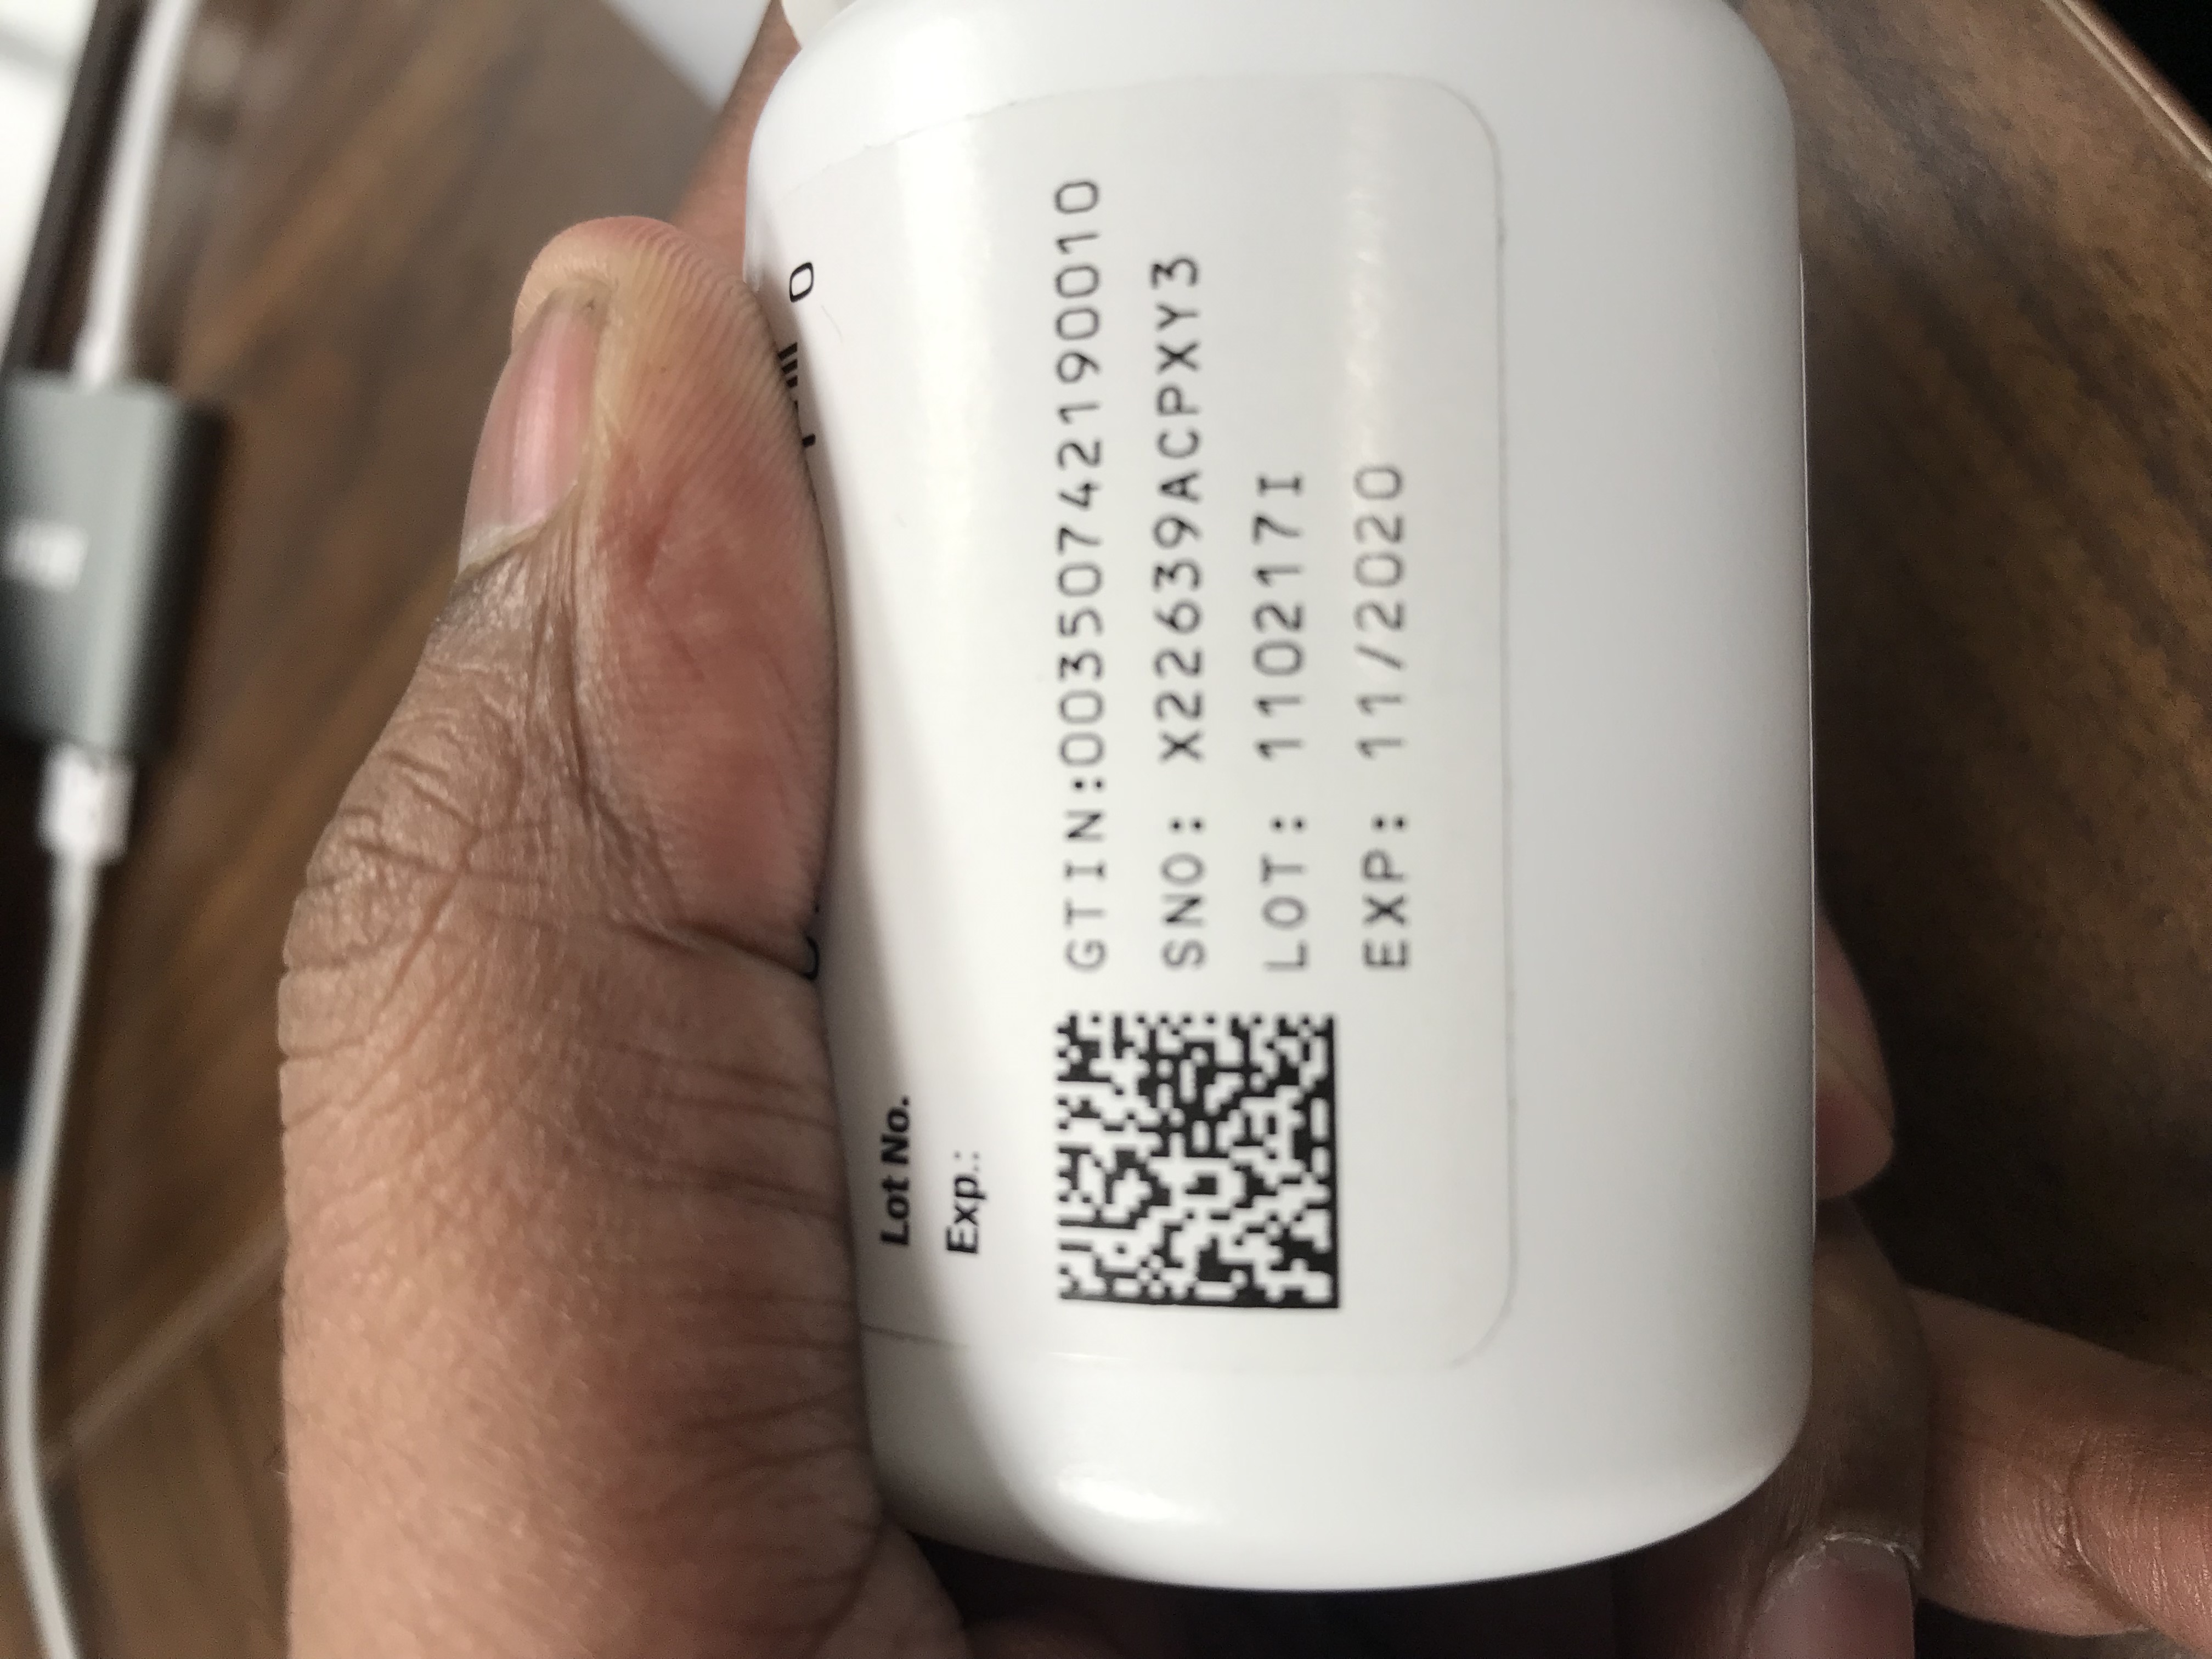 Lot No.
Exp.:
GTIN:00350742190010
SNO: X22639ACPXY3
LOT: 110217I
EXP: 11/2020